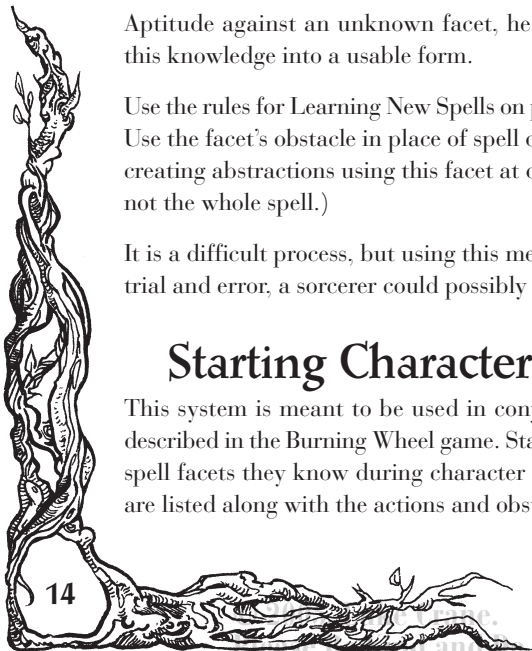 Aptitude against an unknown facet, he
this knowledge into a usable form.
Use the rules for Learning New Spells on
Use the facet's obstacle in place of spell
creating abstractions using this facet at
not the whole spell.)
It is a difficult process, but using this
trial and error, a sorcerer could possibly
Starting Character
This system is meant to be used in
described in the Burning Wheel game.
spell facets they know during character
are listed along with the actions and
14
Crane.
and